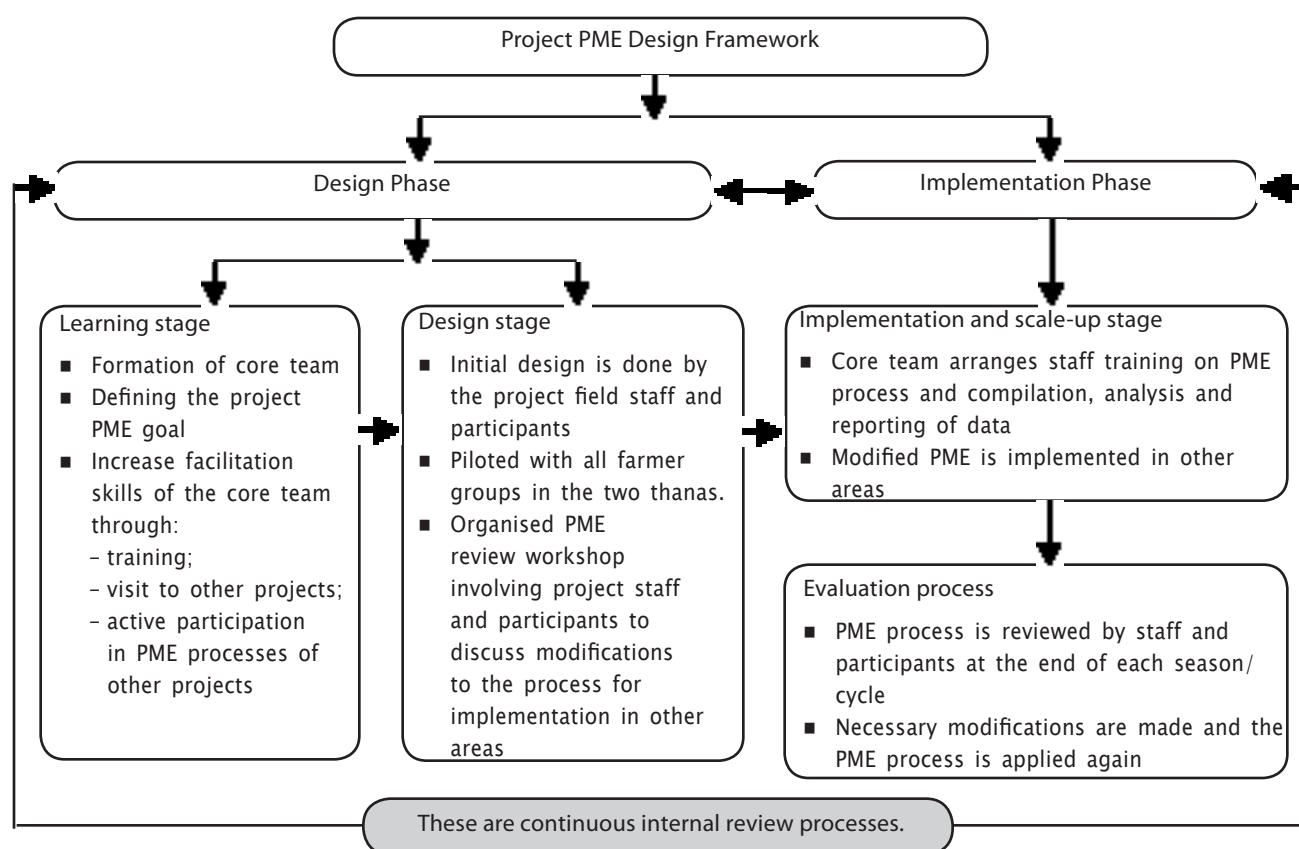 Project PME Design Framework
Design Phase
Implementation Phase
Learning stage
■ Formation of core team
■ Defining the project
PME goal
■ Increase facilitation
skills of the core team
through:
– training;
– visit to other projects;
– active participation
in PME processes of
other projects
Design stage
■ Initial design is done by
the project field staff and
participants
■ Piloted with all farmer
groups in the two thanas.
■ Organised PME
review workshop
involving project staff
and participants to
discuss modifications
to the process for
implementation in other
areas
Implementation and scale-up stage
■ Core team arranges staff training on PME
process and compilation, analysis and
reporting of data
■ Modified PME is implemented in other
areas
Evaluation process
■ PME process is reviewed by staff and
participants at the end of each season/
cycle
■ Necessary modifications are made and the
PME process is applied again
These are continuous internal review processes.